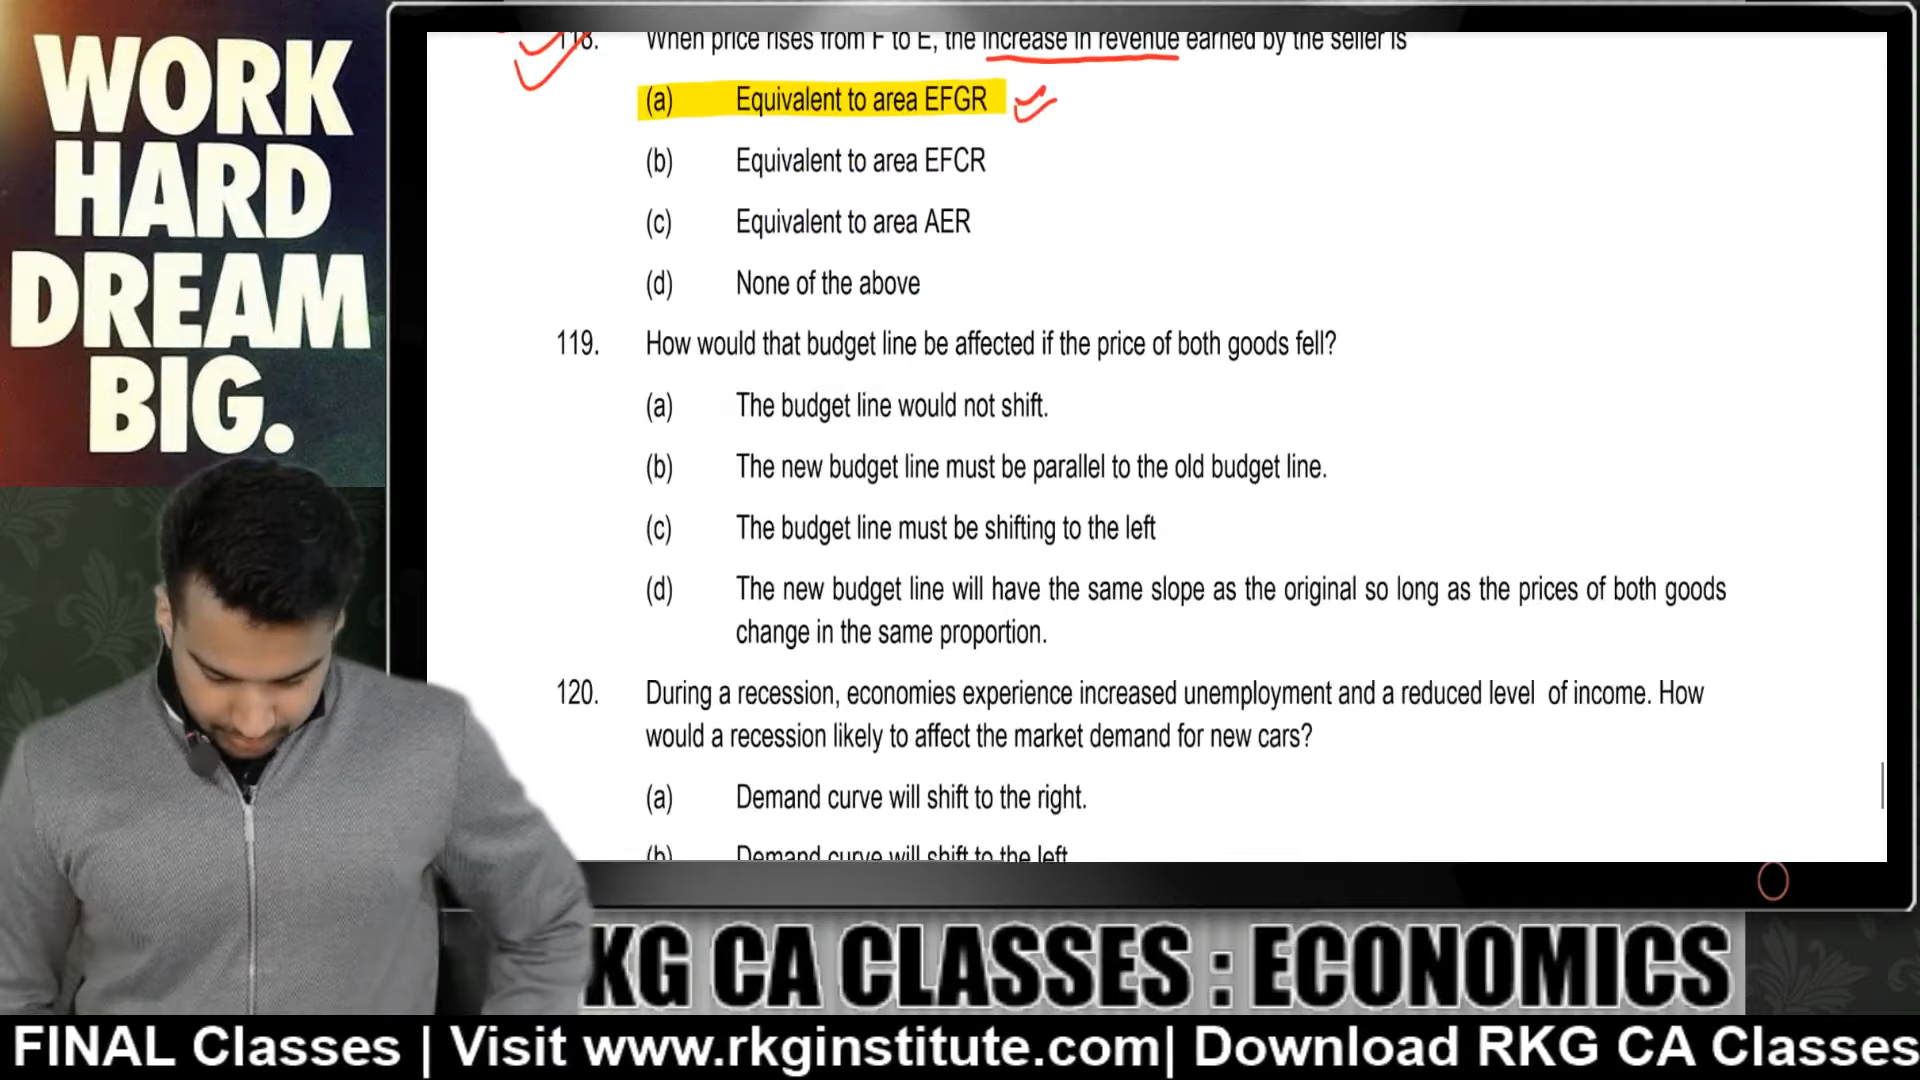 WORK
HARD
DREAM
BIG.
118. When price rises from F to E, the increase in revenue earned by the seller is
(a) Equivalent to area EFGR
(b) Equivalent to area EFCR
(c) Equivalent to area AER
(d) None of the above
119. How would that budget line be affected if the price of both goods fell?
(a) The budget line would not shift.
(b) The new budget line must be parallel to the old budget line.
(c) The budget line must be shifting to the left
(d) The new budget line will have the same slope as the original so long as the prices of both goods
change in the same proportion.
120. During a recession, economies experience increased unemployment and a reduced level of income. How
would a recession likely to affect the market demand for new cars?
(a) Demand curve will shift to the right.
(b) Demand curve will shift to the left
KG CA CLASSES : ECONOMICS
FINAL Classes | Visit www.rkginstitute.com| Download RKG CA Classes